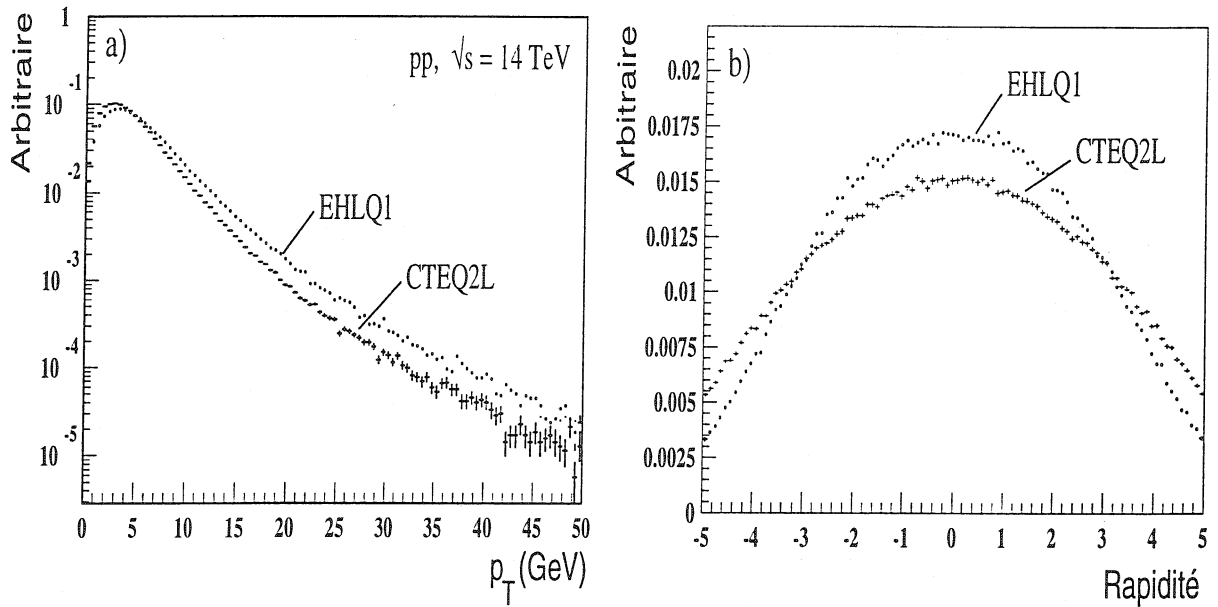 a)
pp, √s = 14 TeV
Arbitraire
1
10⁻¹
10⁻²
10⁻³
10⁻⁴
10⁻⁵
EHLQ1
CTEQ2L
0 5 10 15 20 25 30 35 40 45 50
p_T (GeV)
b)
Arbitraire
0.02
0.0175
0.015
0.0125
0.01
0.0075
0.005
0.0025
0
EHLQ1
CTEQ2L
-5 -4 -3 -2 -1 0 1 2 3 4 5
Rapidité